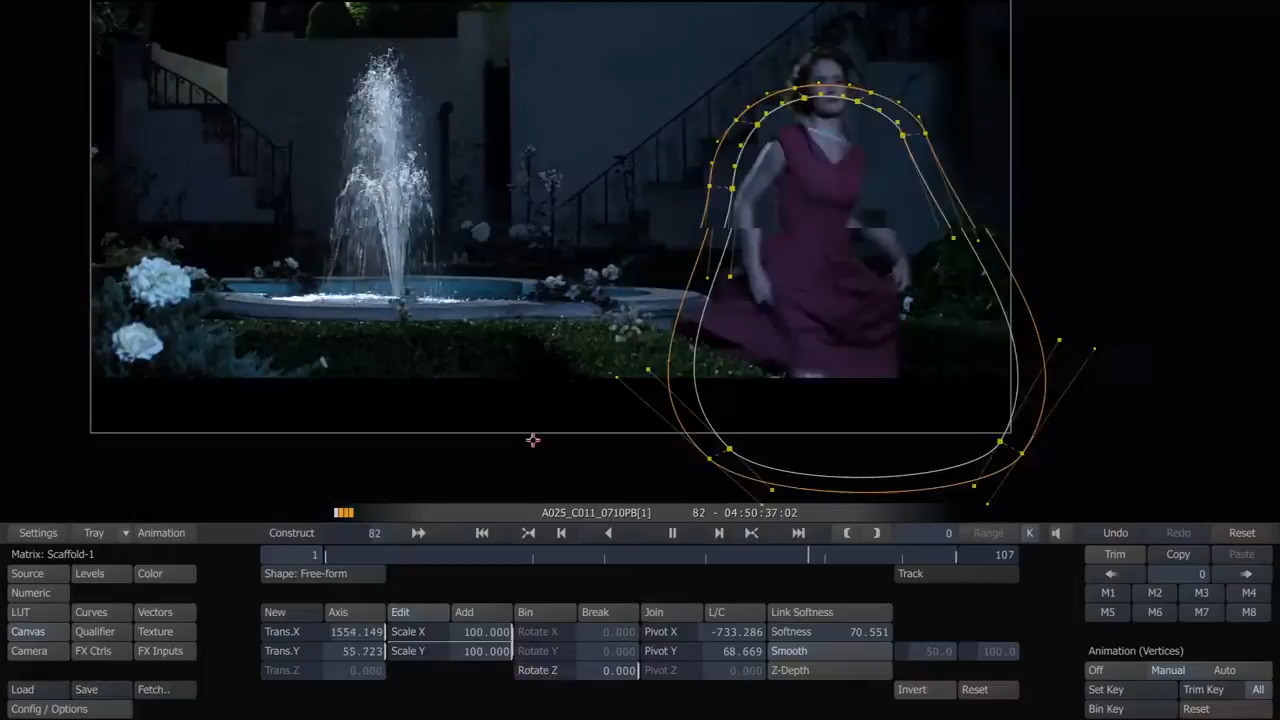 A025_C011_0710PB[1] 82 - 04:50:37:02
Settings Tray Animation Construct 82 0 Range K Undo Redo Reset
Matrix: Scaffold-1 1 107 Trim Copy Paste
Source Levels Color Shape: Free-form Track 0
Numeric M1 M2 M3 M4
LUT Curves Vectors New Axis Edit Add Bin Break Join L/C Link Softness M5 M6 M7 M8
Canvas Qualifier Texture Trans.X 1554.149 Scale X 100.000 Rotate X 0.000 Pivot X -733.286 Softness 70.551
Camera FX Ctrls FX Inputs Trans.Y 55.723 Scale Y 100.000 Rotate Y 0.000 Pivot Y 68.669 Smooth 50.0 100.0 Animation (Vertices)
Trans.Z 0.000 Rotate Z 0.000 Pivot Z 0.000 Z-Depth Off Manual Auto
Load Save Fetch.. Invert Reset Set Key Trim Key All
Config / Options Bin Key Reset